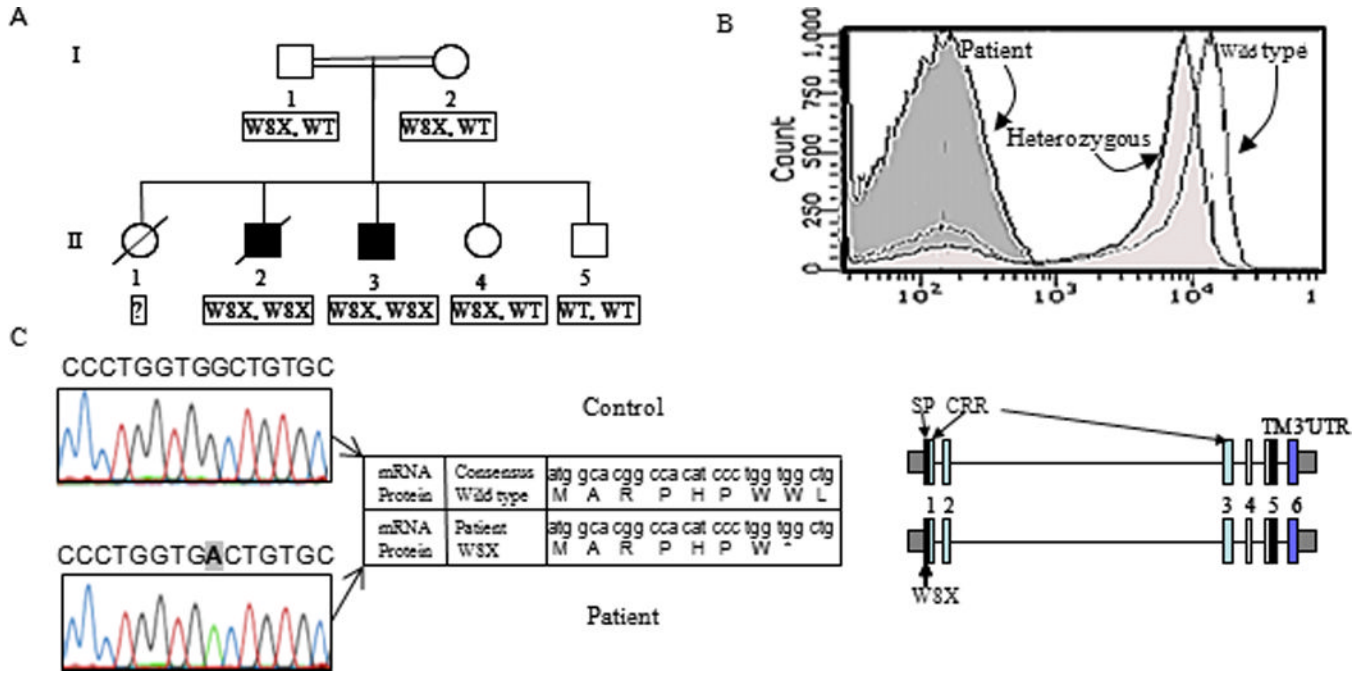 A
I
1
2
W8X. WT
W8X. WT
II
1
2
3
4
5
?
W8X. W8X
W8X. W8X
W8X. WT
WT. WT
B
Count
1,000
750
500
250
0
Patient
Wild type
Heterozygous
10²
10³
10⁴
1
C
CCCTGGTGGCTGTGC
CCCTGGTGACTGTGC
Control
mRNA Consensus atg gca cgg cca cat ccc tgg tgg ctg
Protein Wild type M A R P H P W W L
mRNA Patient atg gca cgg cca cat ccc tgg tgg ctg
Protein W8X M A R P H P W *
Patient
SP CRR
TM 3'UTR
1 2 3 4 5 6
W8X